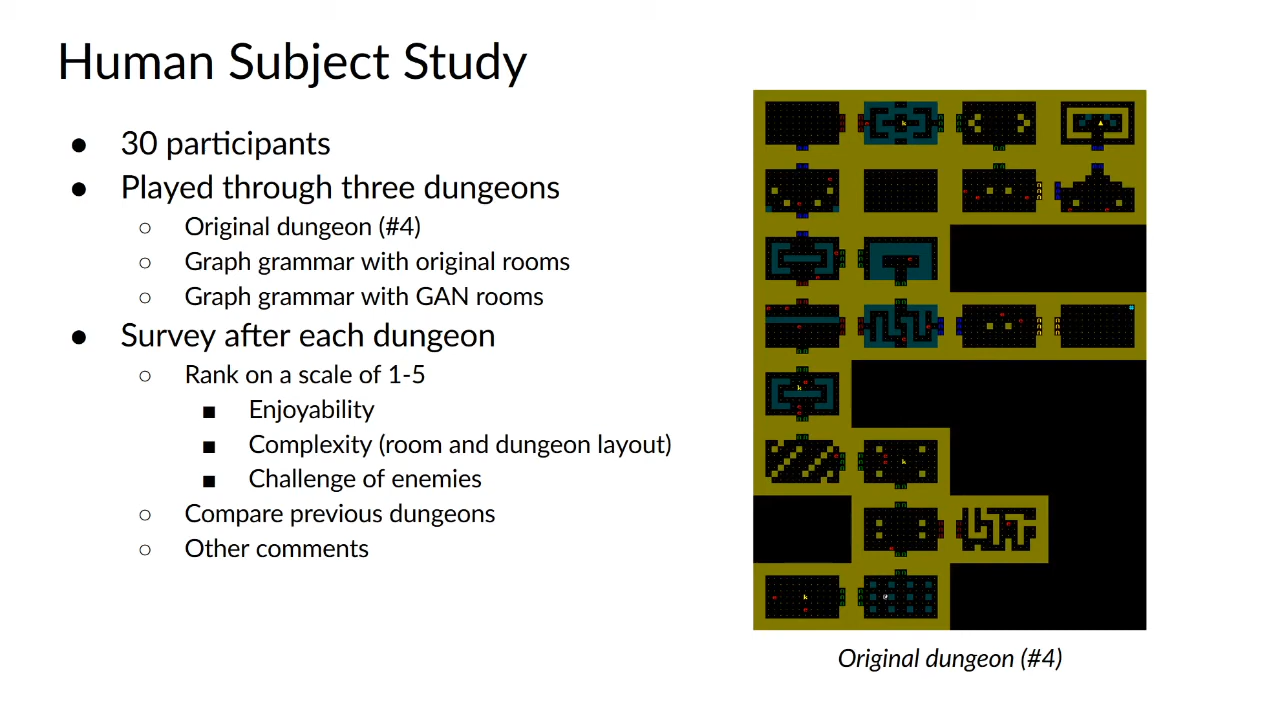 Human Subject Study
● 30 participants
● Played through three dungeons
○ Original dungeon (#4)
○ Graph grammar with original rooms
○ Graph grammar with GAN rooms
● Survey after each dungeon
○ Rank on a scale of 1-5
■ Enjoyability
■ Complexity (room and dungeon layout)
■ Challenge of enemies
○ Compare previous dungeons
○ Other comments
Original dungeon (#4)